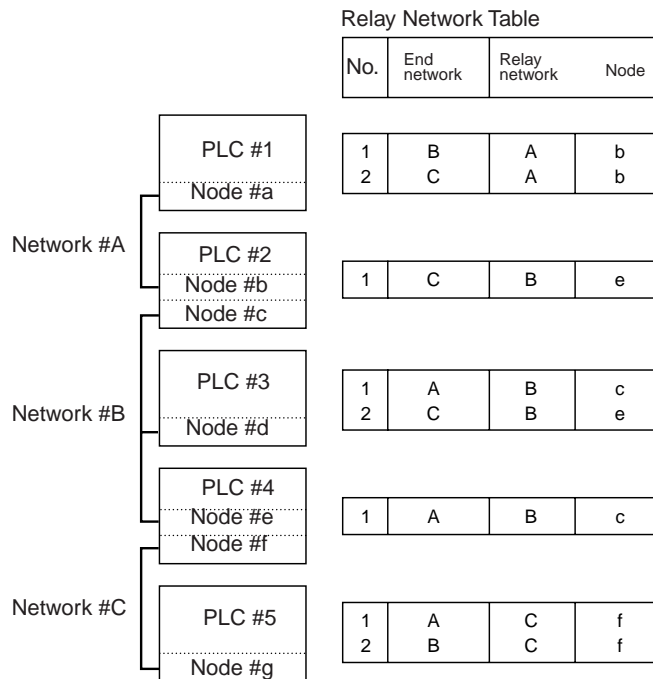 Relay Network Table
No. End network Relay network Node
PLC #1
Node #a
1 B A b
2 C A b
Network #A
PLC #2
Node #b
Node #c
1 C B e
PLC #3
Node #d
1 A B c
2 C B e
Network #B
PLC #4
Node #e
Node #f
1 A B c
Network #C
PLC #5
Node #g
1 A C f
2 B C f